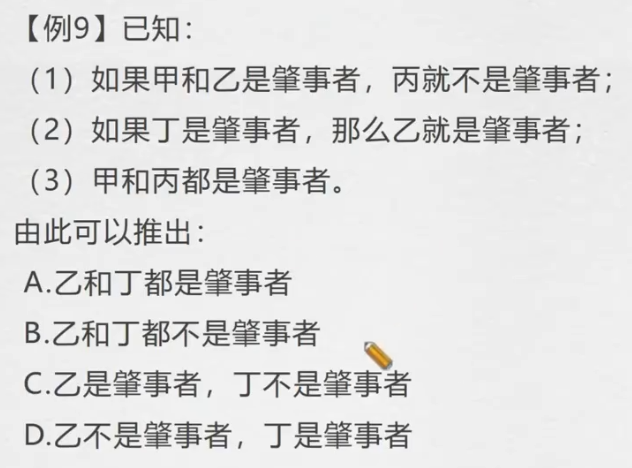 【例9】已知：
（1）如果甲和乙是肇事者，丙就不是肇事者；
（2）如果丁是肇事者，那么乙就是肇事者；
（3）甲和丙都是肇事者。
由此可以推出：
A.乙和丁都是肇事者
B.乙和丁都不是肇事者
C.乙是肇事者，丁不是肇事者
D.乙不是肇事者，丁是肇事者